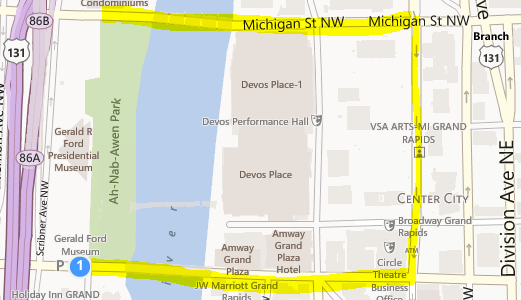 Condominiums
86B
Michigan St NW
Michigan St NW
Ave
Branch
131
131
Devos Place-1
Devos Performance Hall
VSA ARTS-MI GRAND
RAPIDS
Gerald R
Ford
Presidential
Museum
86A
Ah-Nab-Awen Park
Devos Place
Scribner Ave NW
Center City
Division Ave NE
Broadway Grand
Rapids
ATM
Gerald Ford
Museum
P
1
Amway
Grand
Plaza
Amway
Grand
Plaza
Hotel
Circle
Theatre
Business
Office
JW Marriott Grand
Rapids
Holiday Inn GRAND